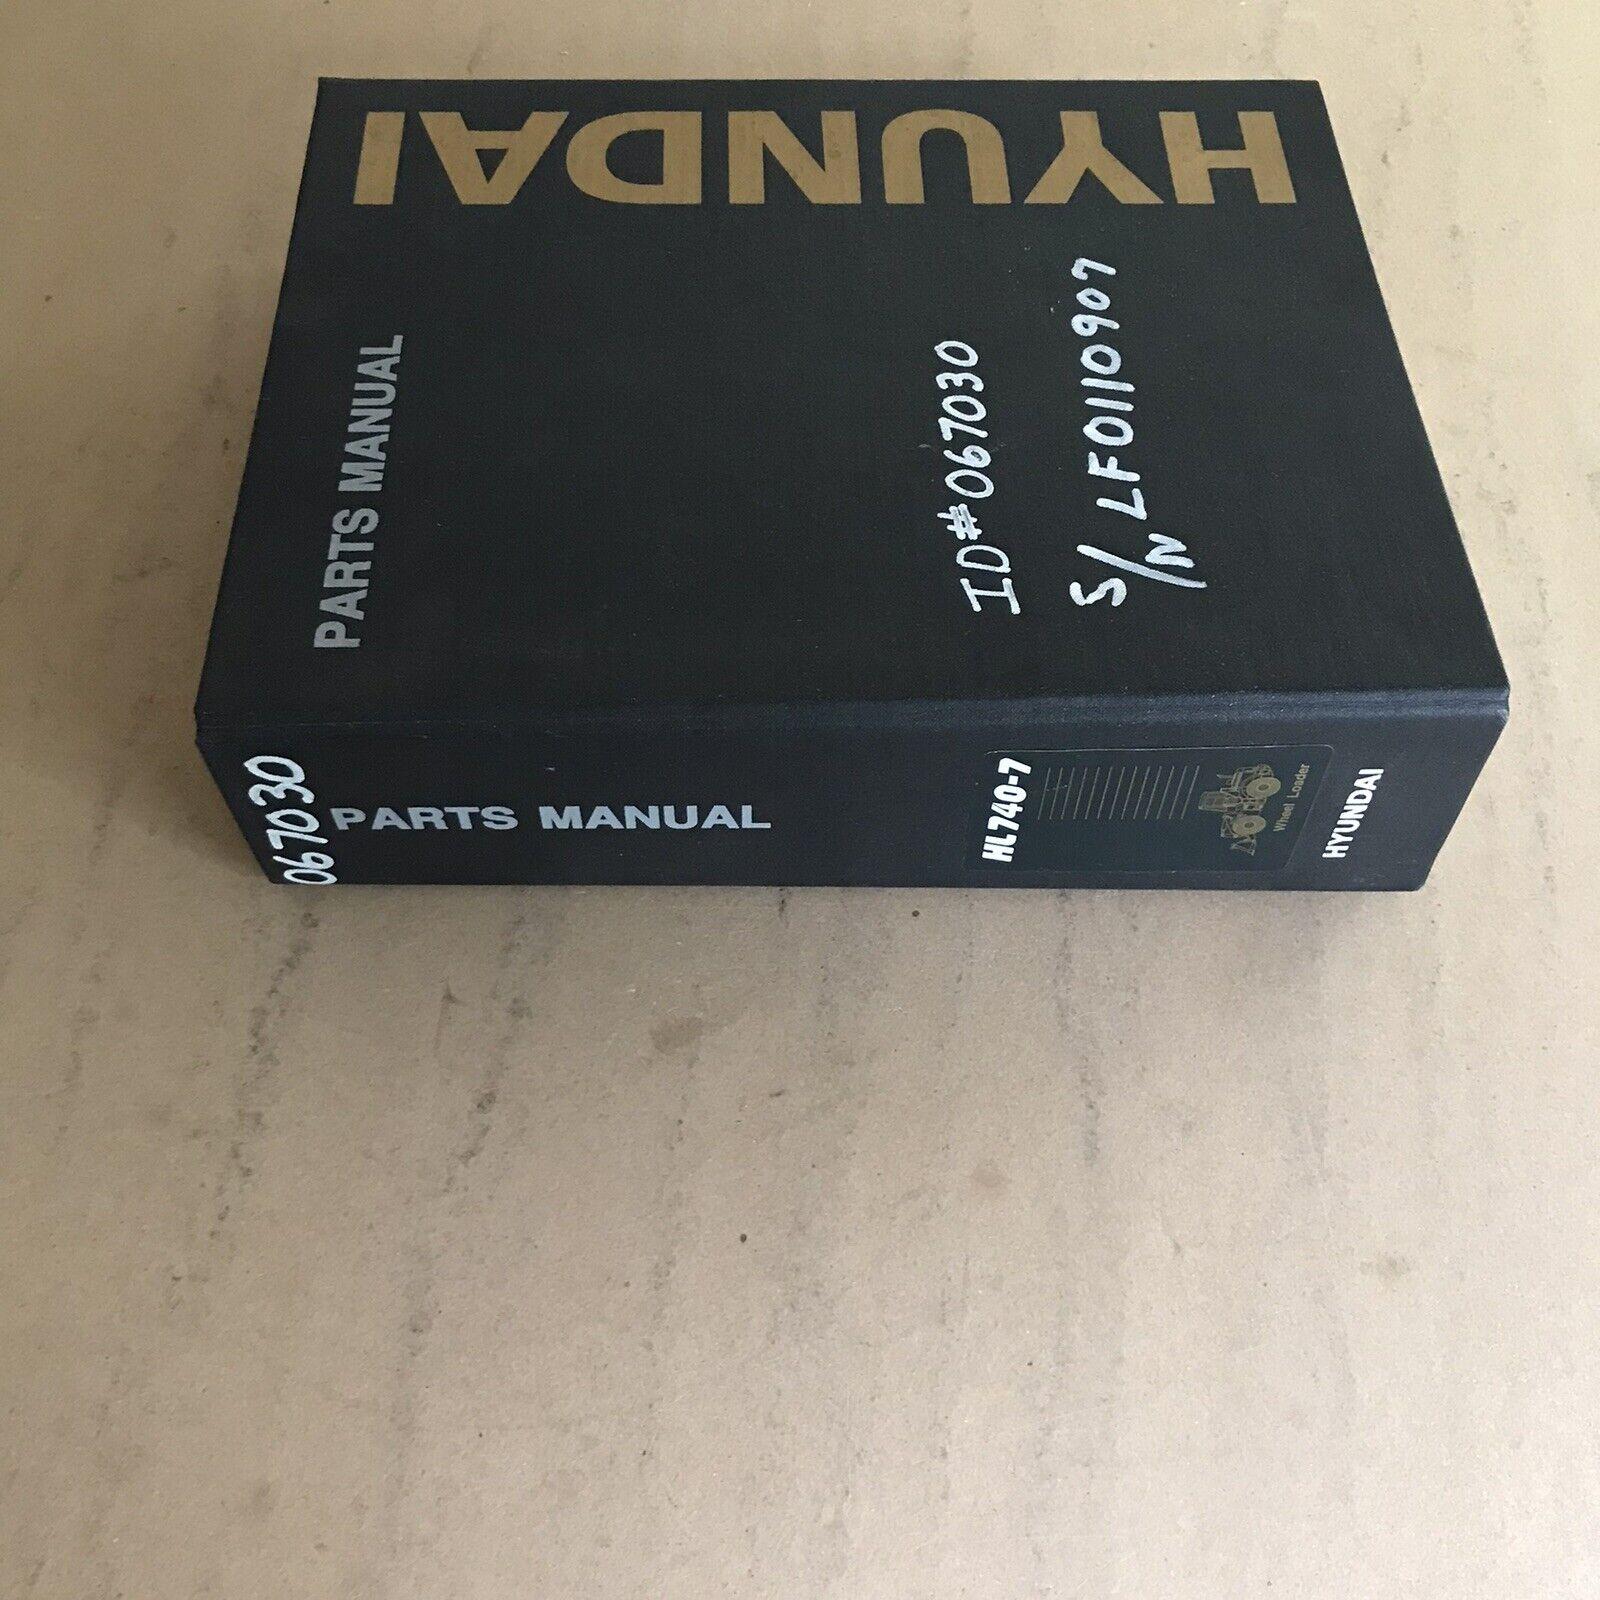 HYUNDAI
PARTS MANUAL
ID#067030
S/N LF0110907
067030
PARTS MANUAL
HL740-7
Wheel Loader
HYUNDAI